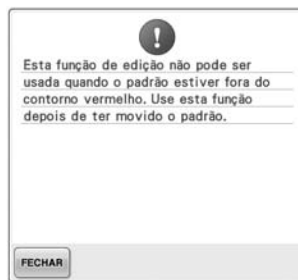 Esta função de edição não pode ser
usada quando o padrão estiver fora do
contorno vermelho. Use esta função
depois de ter movido o padrão.
FECHAR